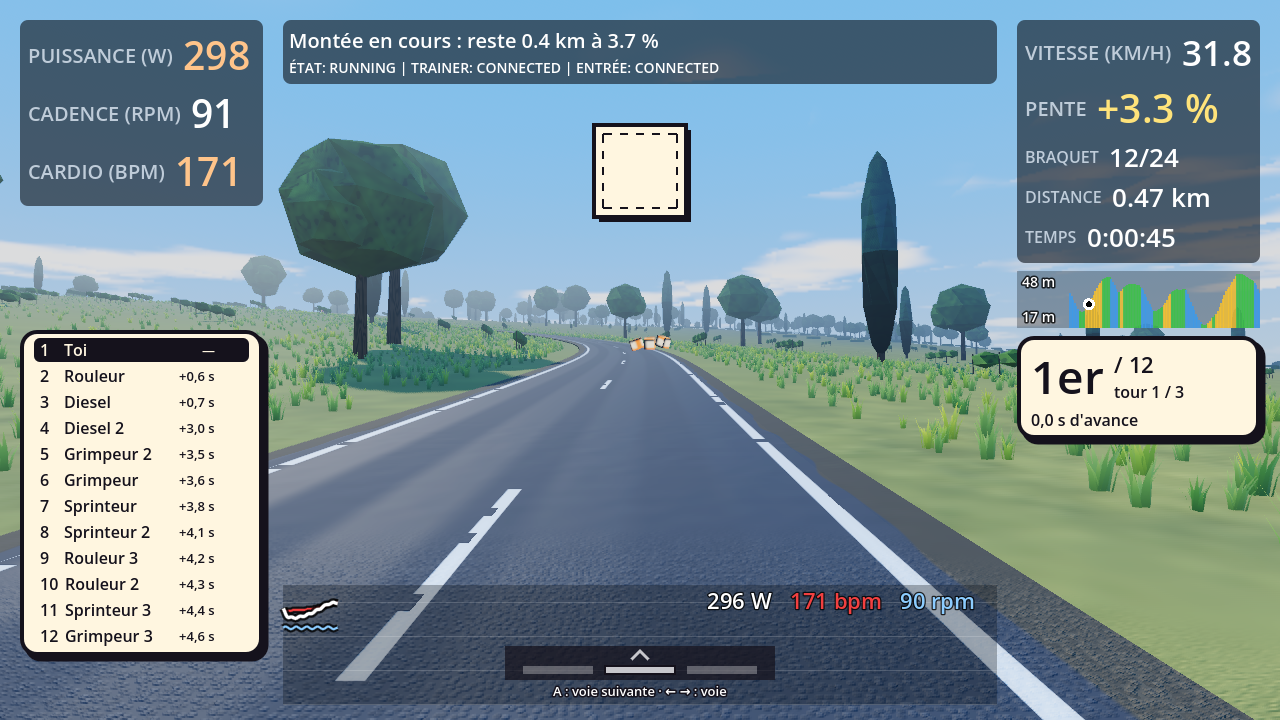 PUISSANCE (W) 298
CADENCE (RPM) 91
CARDIO (BPM) 171
Montée en cours : reste 0.4 km à 3.7 %
ÉTAT: RUNNING | TRAINER: CONNECTED | ENTRÉE: CONNECTED
VITESSE (KM/H) 31.8
PENTE +3.3 %
BRAQUET 12/24
DISTANCE 0.47 km
TEMPS 0:00:45
48 m
17 m
1er / 12
tour 1 / 3
0,0 s d'avance
1 Toi —
2 Rouleur +0,6 s
3 Diesel +0,7 s
4 Diesel 2 +3,0 s
5 Grimpeur 2 +3,5 s
6 Grimpeur +3,6 s
7 Sprinteur +3,8 s
8 Sprinteur 2 +4,1 s
9 Rouleur 3 +4,2 s
10 Rouleur 2 +4,3 s
11 Sprinteur 3 +4,4 s
12 Grimpeur 3 +4,6 s
296 W 171 bpm 90 rpm
A : voie suivante · ← → : voie